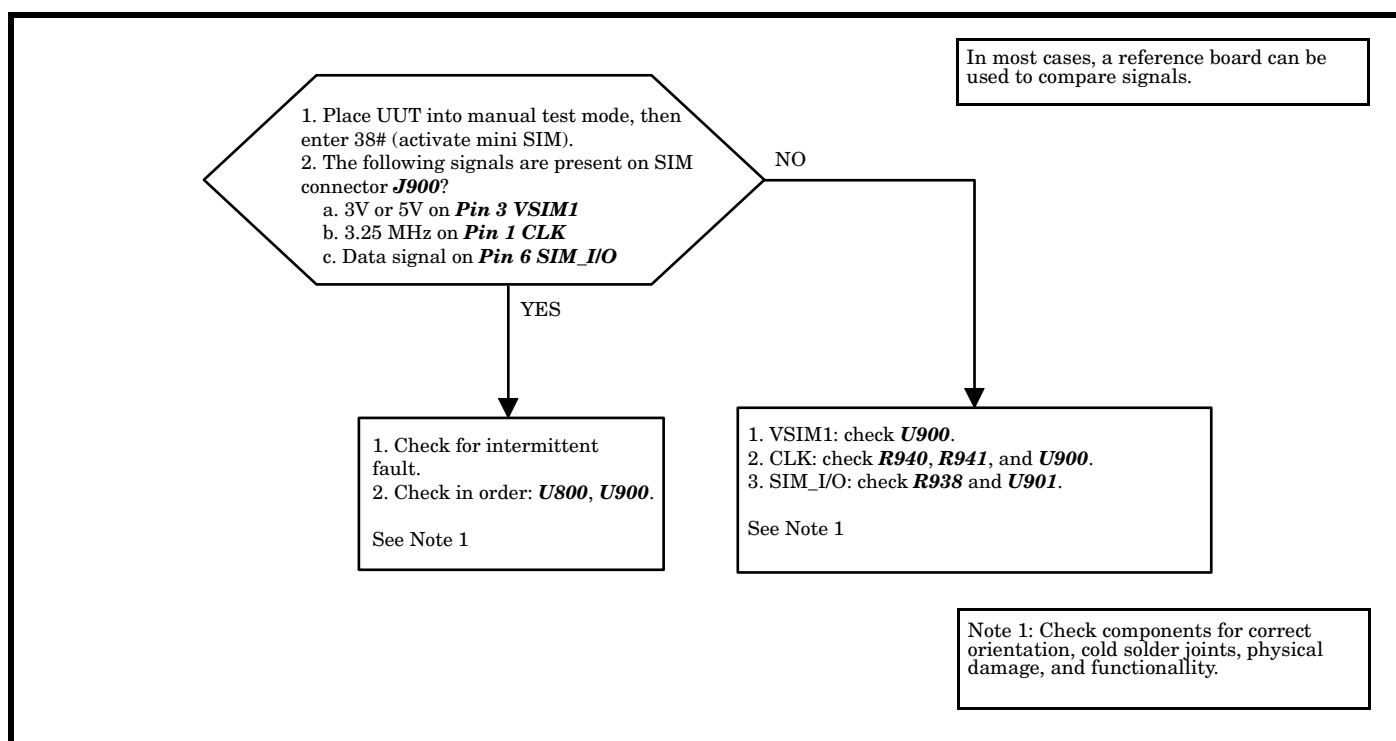 In most cases, a reference board can be
used to compare signals.
1. Place UUT into manual test mode, then
enter 38# (activate mini SIM).
2. The following signals are present on SIM
connector J900?
a. 3V or 5V on Pin 3 VSIM1
b. 3.25 MHz on Pin 1 CLK
c. Data signal on Pin 6 SIM_I/O
NO
YES
1. Check for intermittent
fault.
2. Check in order: U800, U900.
See Note 1
1. VSIM1: check U900.
2. CLK: check R940, R941, and U900.
3. SIM_I/O: check R938 and U901.
See Note 1
Note 1: Check components for correct
orientation, cold solder joints, physical
damage, and functionallity.